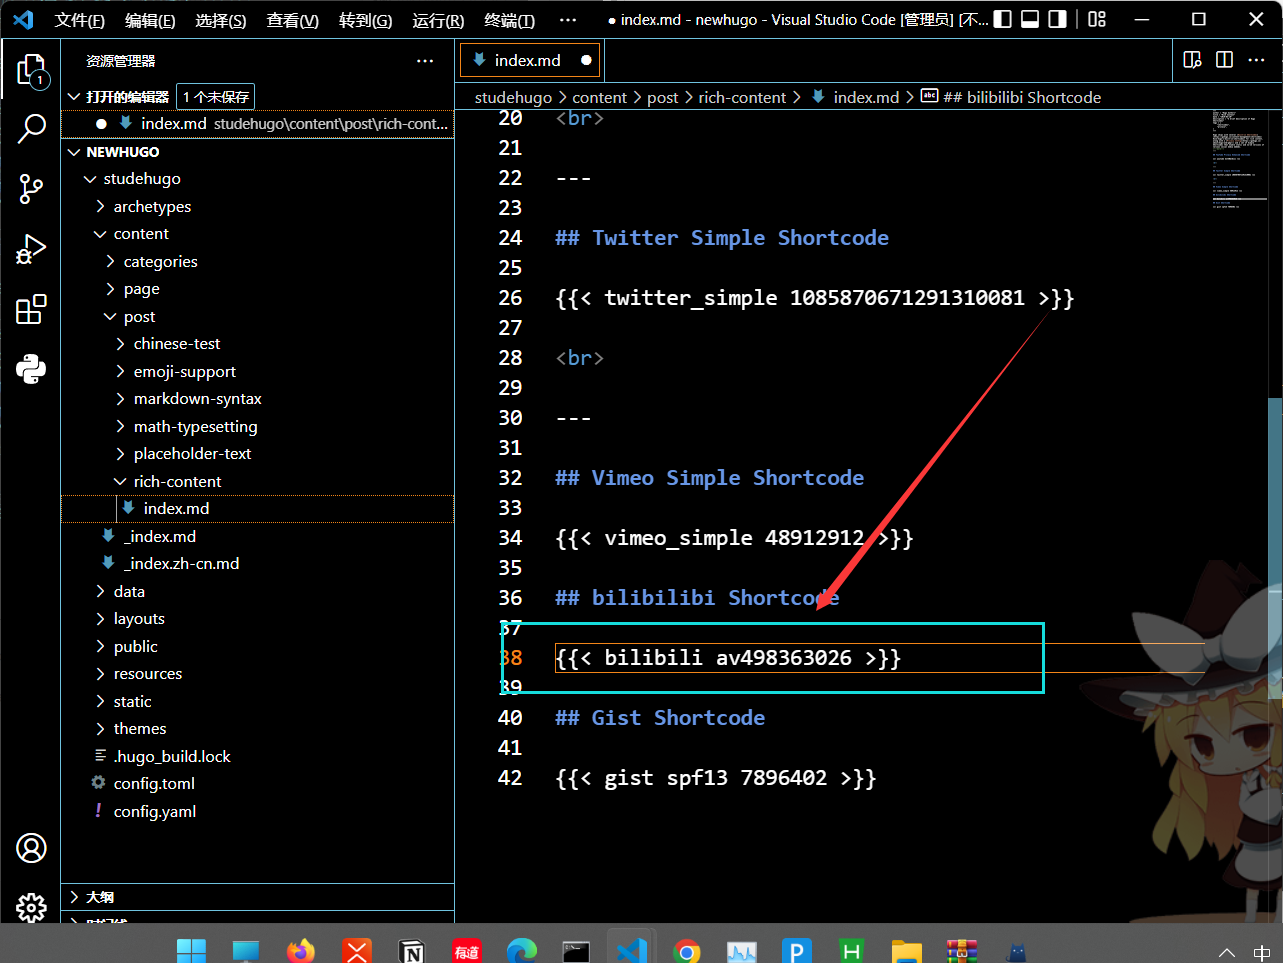 文件(F) 编辑(E) 选择(S) 查看(V) 转到(G) 运行(R) 终端(T) ··· ● index.md - newhugo - Visual Studio Code [管理员] [不...
资源管理器 ···
index.md ●
打开的编辑器 1 个未保存
studehugo > content > post > rich-content > index.md > ## bilibilibi Shortcode
● index.md studehugo\content\post\rich-cont...
NEWHUGO
studehugo
archetypes
content
categories
page
post
chinese-test
emoji-support
markdown-syntax
math-typesetting
placeholder-text
rich-content
index.md
_index.md
_index.zh-cn.md
data
layouts
public
resources
static
themes
.hugo_build.lock
config.toml
config.yaml
大纲
20 <br>
21
22 ---
23
24 ## Twitter Simple Shortcode
25
26 {{< twitter_simple 1085870671291310081 >}}
27
28 <br>
29
30 ---
31
32 ## Vimeo Simple Shortcode
33
34 {{< vimeo_simple 48912912 >}}
35
36 ## bilibilibi Shortcode
37
38 {{< bilibili av498363026 >}}
39
40 ## Gist Shortcode
41
42 {{< gist spf13 7896402 >}}
1
有道
中